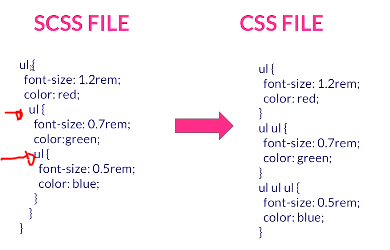 SCSS FILE
ul {
font-size: 1.2rem;
color: red;
ul {
font-size: 0.7rem;
color:green;
ul {
font-size: 0.5rem;
color: blue;
}
}
}
CSS FILE
ul {
font-size: 1.2rem;
color: red;
}
ul ul {
font-size: 0.7rem;
color: green;
}
ul ul ul {
font-size: 0.5rem;
color: blue;
}